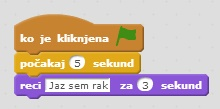 ko je kliknjena
počakaj 5 sekund
reci Jaz sem rak za 3 sekund